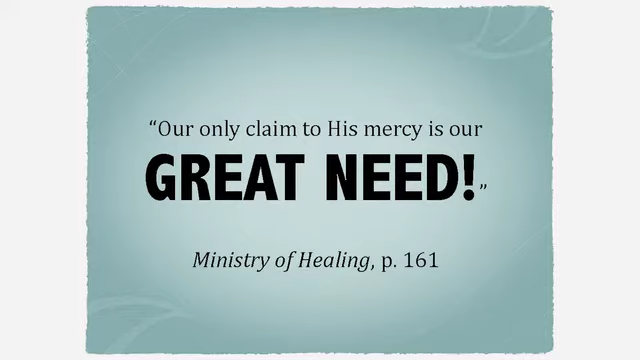 “Our only claim to His mercy is our
GREAT NEED!”
Ministry of Healing, p. 161